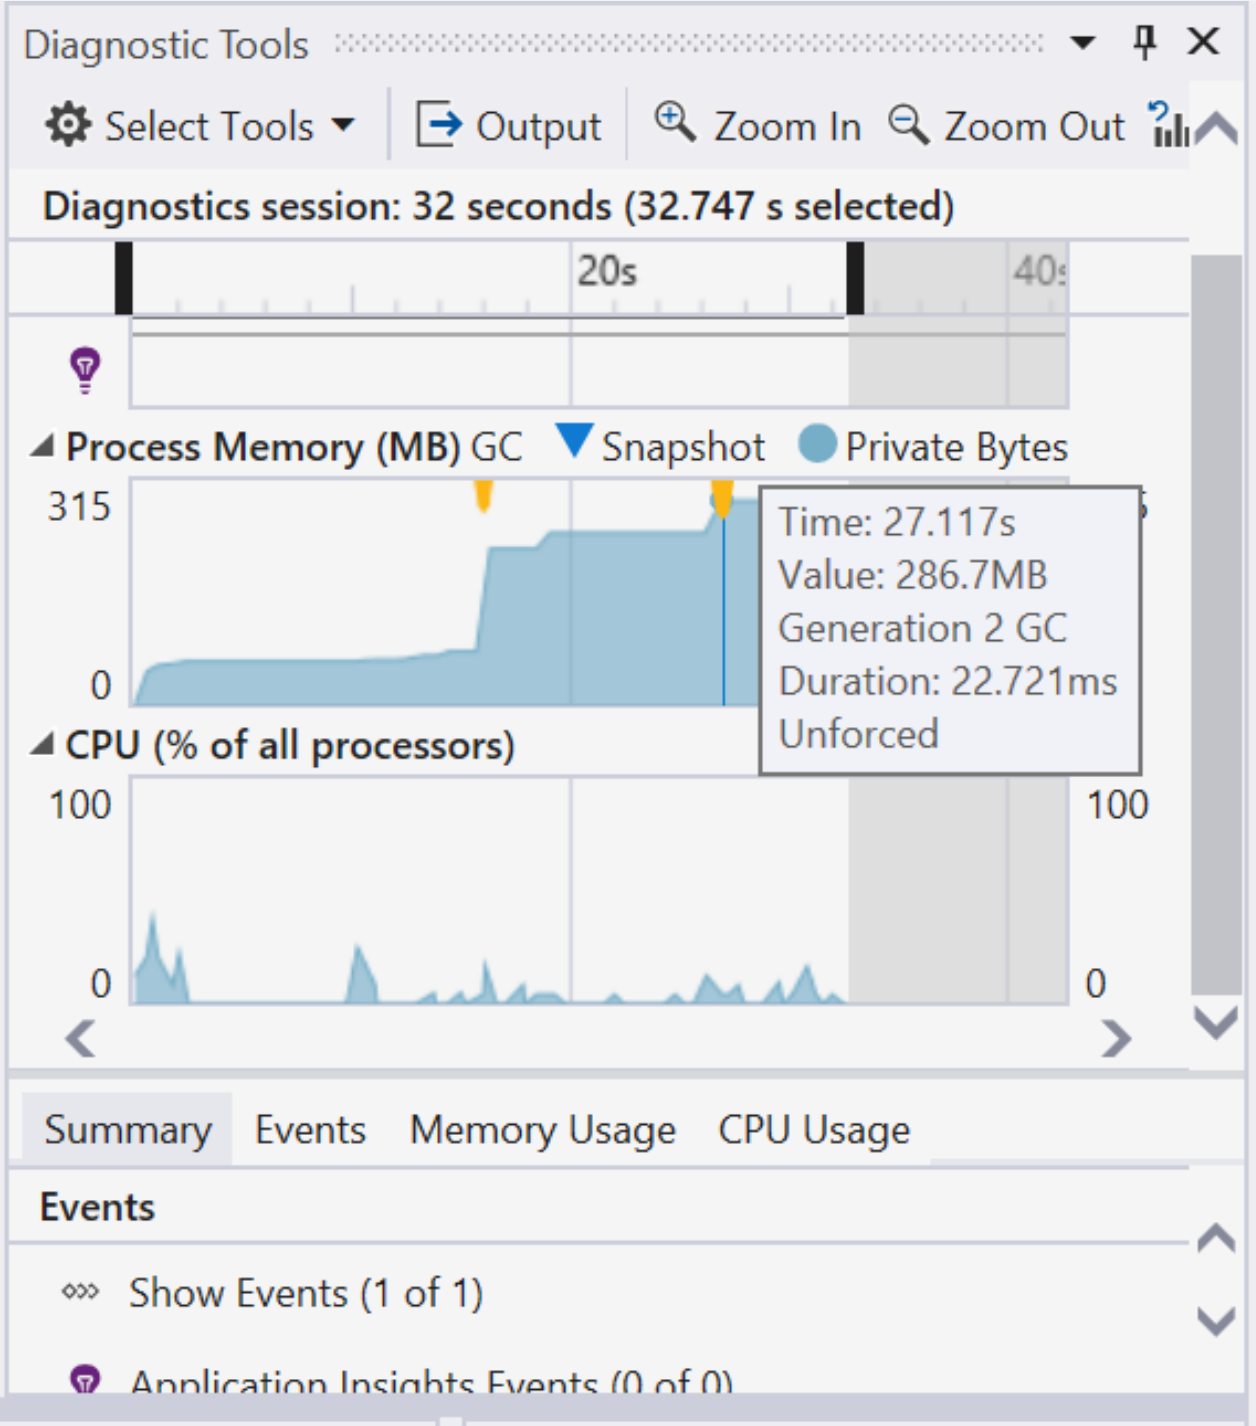 Diagnostic Tools
Select Tools Output Zoom In Zoom Out
Diagnostics session: 32 seconds (32.747 s selected)
20s 40s
Process Memory (MB) GC Snapshot Private Bytes
315
Time: 27.117s
Value: 286.7MB
Generation 2 GC
Duration: 22.721ms
Unforced
0
CPU (% of all processors)
100 100
0 0
Summary Events Memory Usage CPU Usage
Events
Show Events (1 of 1)
Application Insights Events (0 of 0)